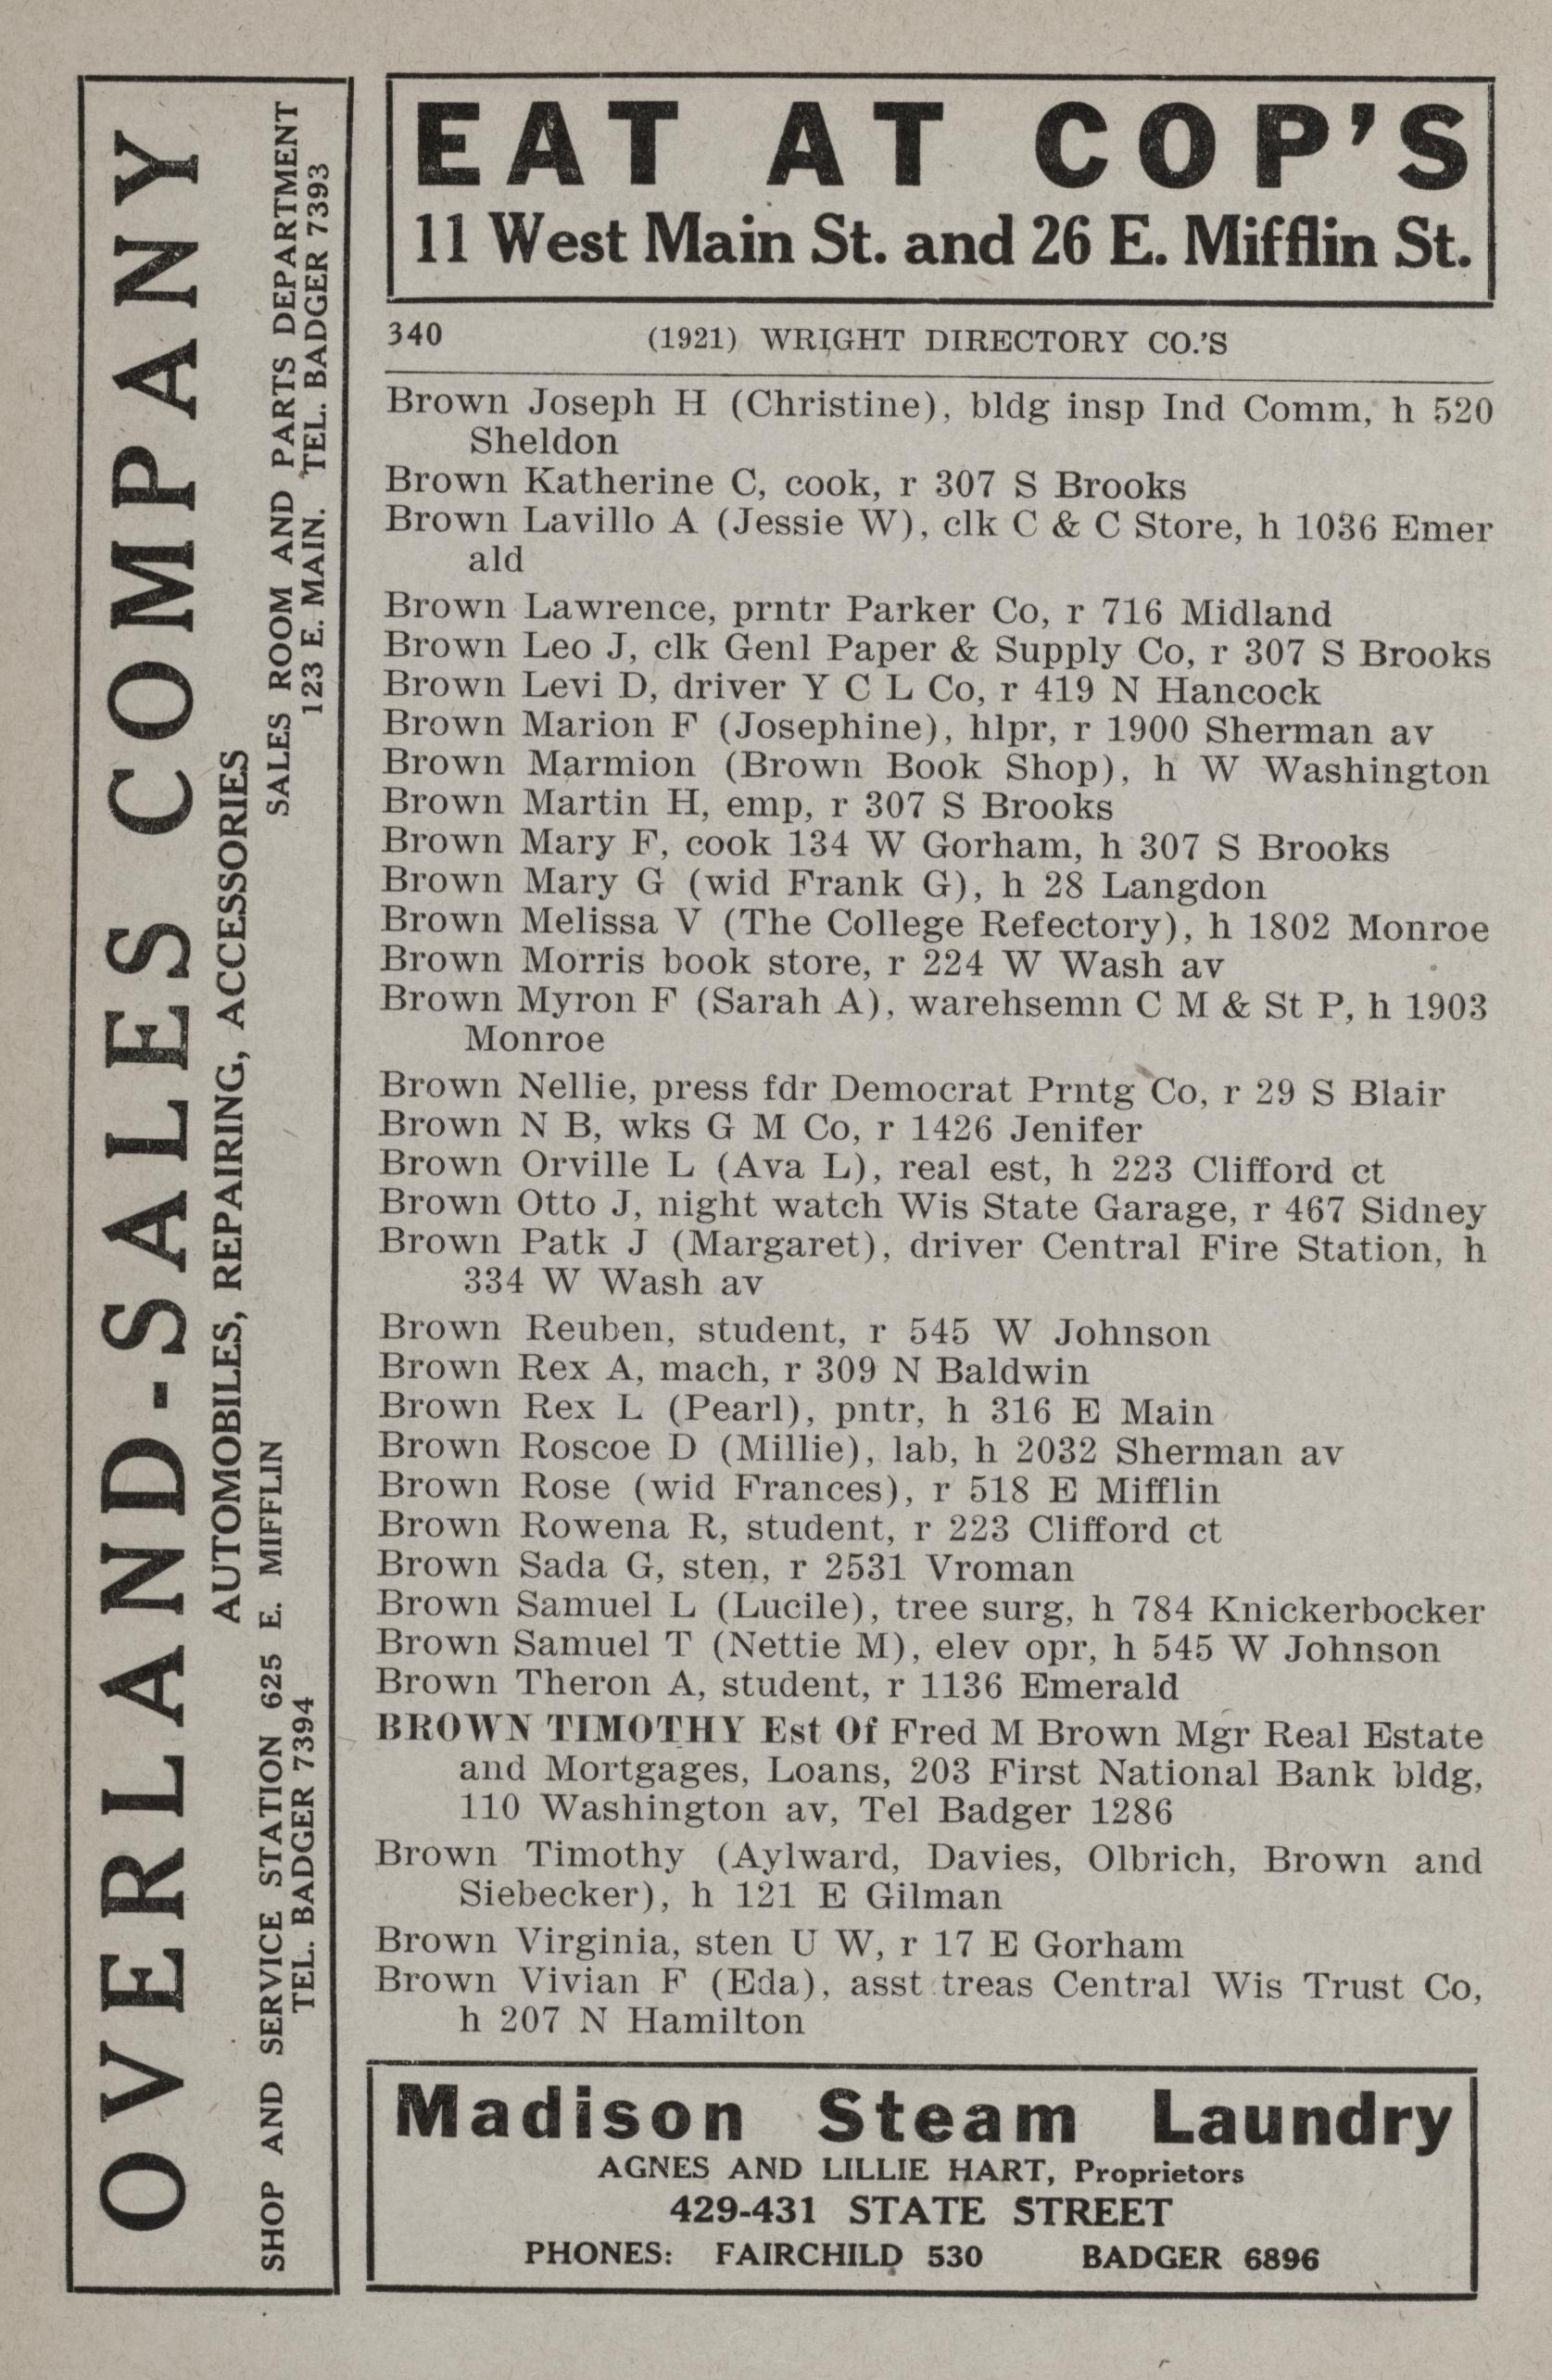 OVERLAND-SALES COMPANY
AUTOMOBILES, REPAIRING, ACCESSORIES
SHOP AND SERVICE STATION 625 E. MIFFLIN
TEL. BADGER 7394
SALES ROOM AND PARTS DEPARTMENT
123 E. MAIN. TEL. BADGER 7393
EAT AT COP'S
11 West Main St. and 26 E. Mifflin St.
340 (1921) WRIGHT DIRECTORY CO.'S
Brown Joseph H (Christine), bldg insp Ind Comm, h 520
Sheldon
Brown Katherine C, cook, r 307 S Brooks
Brown Lavillo A (Jessie W), clk C & C Store, h 1036 Emer
ald
Brown Lawrence, prntr Parker Co, r 716 Midland
Brown Leo J, clk Genl Paper & Supply Co, r 307 S Brooks
Brown Levi D, driver Y C L Co, r 419 N Hancock
Brown Marion F (Josephine), hlpr, r 1900 Sherman av
Brown Marmion (Brown Book Shop), h W Washington
Brown Martin H, emp, r 307 S Brooks
Brown Mary F, cook 134 W Gorham, h 307 S Brooks
Brown Mary G (wid Frank G), h 28 Langdon
Brown Melissa V (The College Refectory), h 1802 Monroe
Brown Morris book store, r 224 W Wash av
Brown Myron F (Sarah A), warehsemn C M & St P, h 1903
Monroe
Brown Nellie, press fdr Democrat Prntg Co, r 29 S Blair
Brown N B, wks G M Co, r 1426 Jenifer
Brown Orville L (Ava L), real est, h 223 Clifford ct
Brown Otto J, night watch Wis State Garage, r 467 Sidney
Brown Patk J (Margaret), driver Central Fire Station, h
334 W Wash av
Brown Reuben, student, r 545 W Johnson
Brown Rex A, mach, r 309 N Baldwin
Brown Rex L (Pearl), pntr, h 316 E Main
Brown Roscoe D (Millie), lab, h 2032 Sherman av
Brown Rose (wid Frances), r 518 E Mifflin
Brown Rowena R, student, r 223 Clifford ct
Brown Sada G, sten, r 2531 Vroman
Brown Samuel L (Lucile), tree surg, h 784 Knickerbocker
Brown Samuel T (Nettie M), elev opr, h 545 W Johnson
Brown Theron A, student, r 1136 Emerald
BROWN TIMOTHY Est Of Fred M Brown Mgr Real Estate
and Mortgages, Loans, 203 First National Bank bldg,
110 Washington av, Tel Badger 1286
Brown Timothy (Aylward, Davies, Olbrich, Brown and
Siebecker), h 121 E Gilman
Brown Virginia, sten U W, r 17 E Gorham
Brown Vivian F (Eda), asst treas Central Wis Trust Co,
h 207 N Hamilton
Madison Steam Laundry
AGNES AND LILLIE HART, Proprietors
429-431 STATE STREET
PHONES: FAIRCHILD 530 BADGER 6896